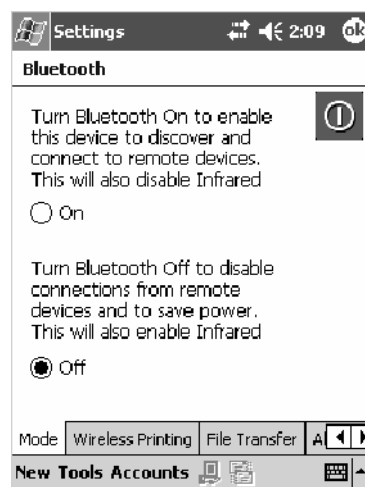 Settings 2:09 ok
Bluetooth
Turn Bluetooth On to enable
this device to discover and
connect to remote devices.
This will also disable Infrared
On
Turn Bluetooth Off to disable
connections from remote
devices and to save power.
This will also enable Infrared
Off
Mode Wireless Printing File Transfer
New Tools Accounts